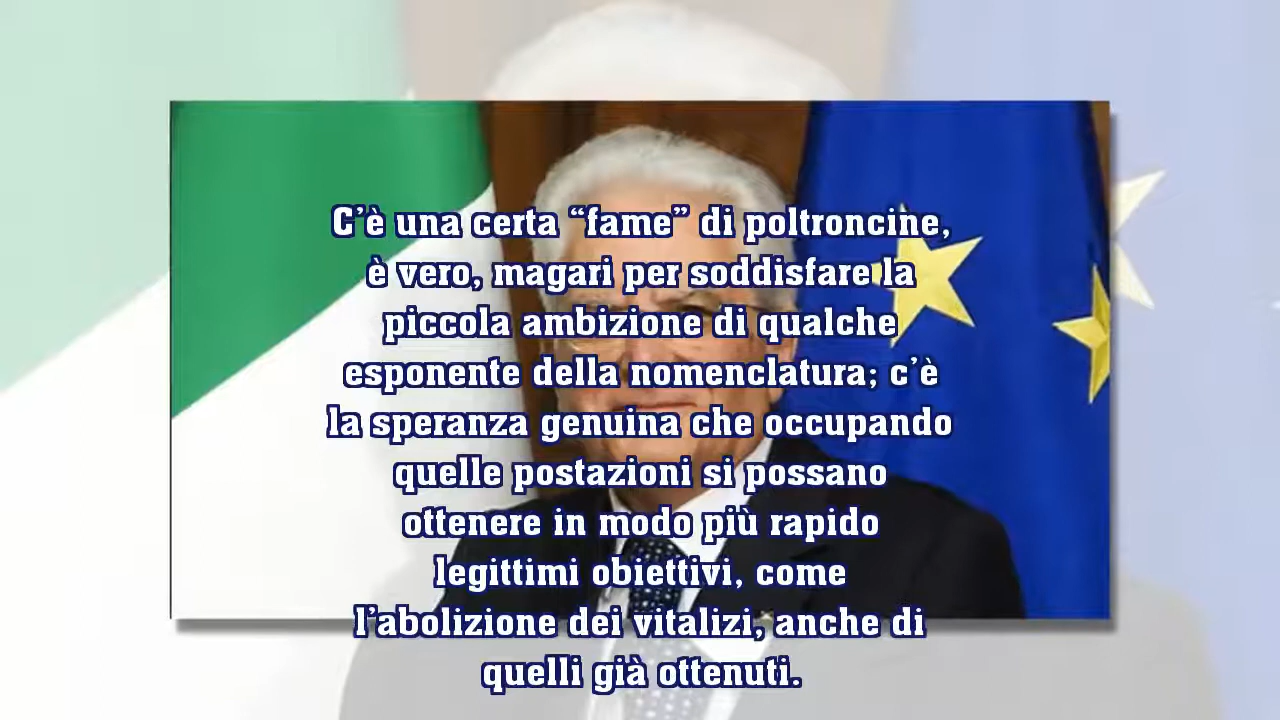 C’è una certa “fame” di poltroncine,
è vero, magari per soddisfare la
piccola ambizione di qualche
esponente della nomenclatura; c’è
la speranza genuina che occupando
quelle postazioni si possano
ottenere in modo più rapido
legittimi obiettivi, come
l’abolizione dei vitalizi, anche di
quelli già ottenuti.